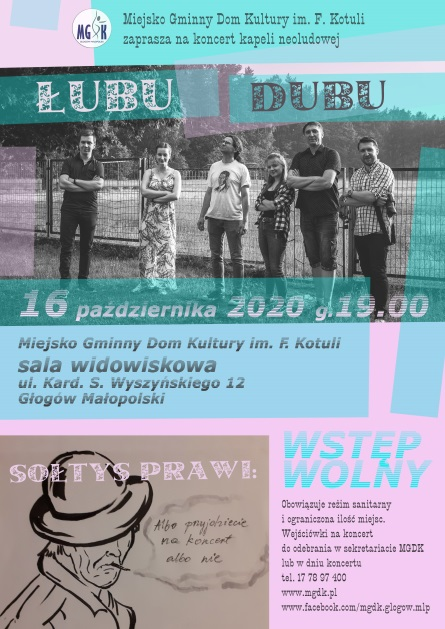 MGDK
Miejsko Gminny Dom Kultury im. F. Kotuli
zaprasza na koncert kapeli neoludowej
ŁUBU DUBU
16 października 2020 g.19.00
Miejsko Gminny Dom Kultury im. F. Kotuli
sala widowiskowa
ul. Kard. S. Wyszyńskiego 12
Głogów Małopolski
SOŁTYS PRAWI:
Albo przyjdziecie
na koncert
albo nie
WSTĘP
WOLNY
Obowiązuje reżim sanitarny
i ograniczona ilość miejsc.
Wejściówki na koncert
do odebrania w sekretariacie MGDK
lub w dniu koncertu
tel. 17 78 97 400
www.mgdk.pl
www.facebook.com/mgdk.glogow.mlp